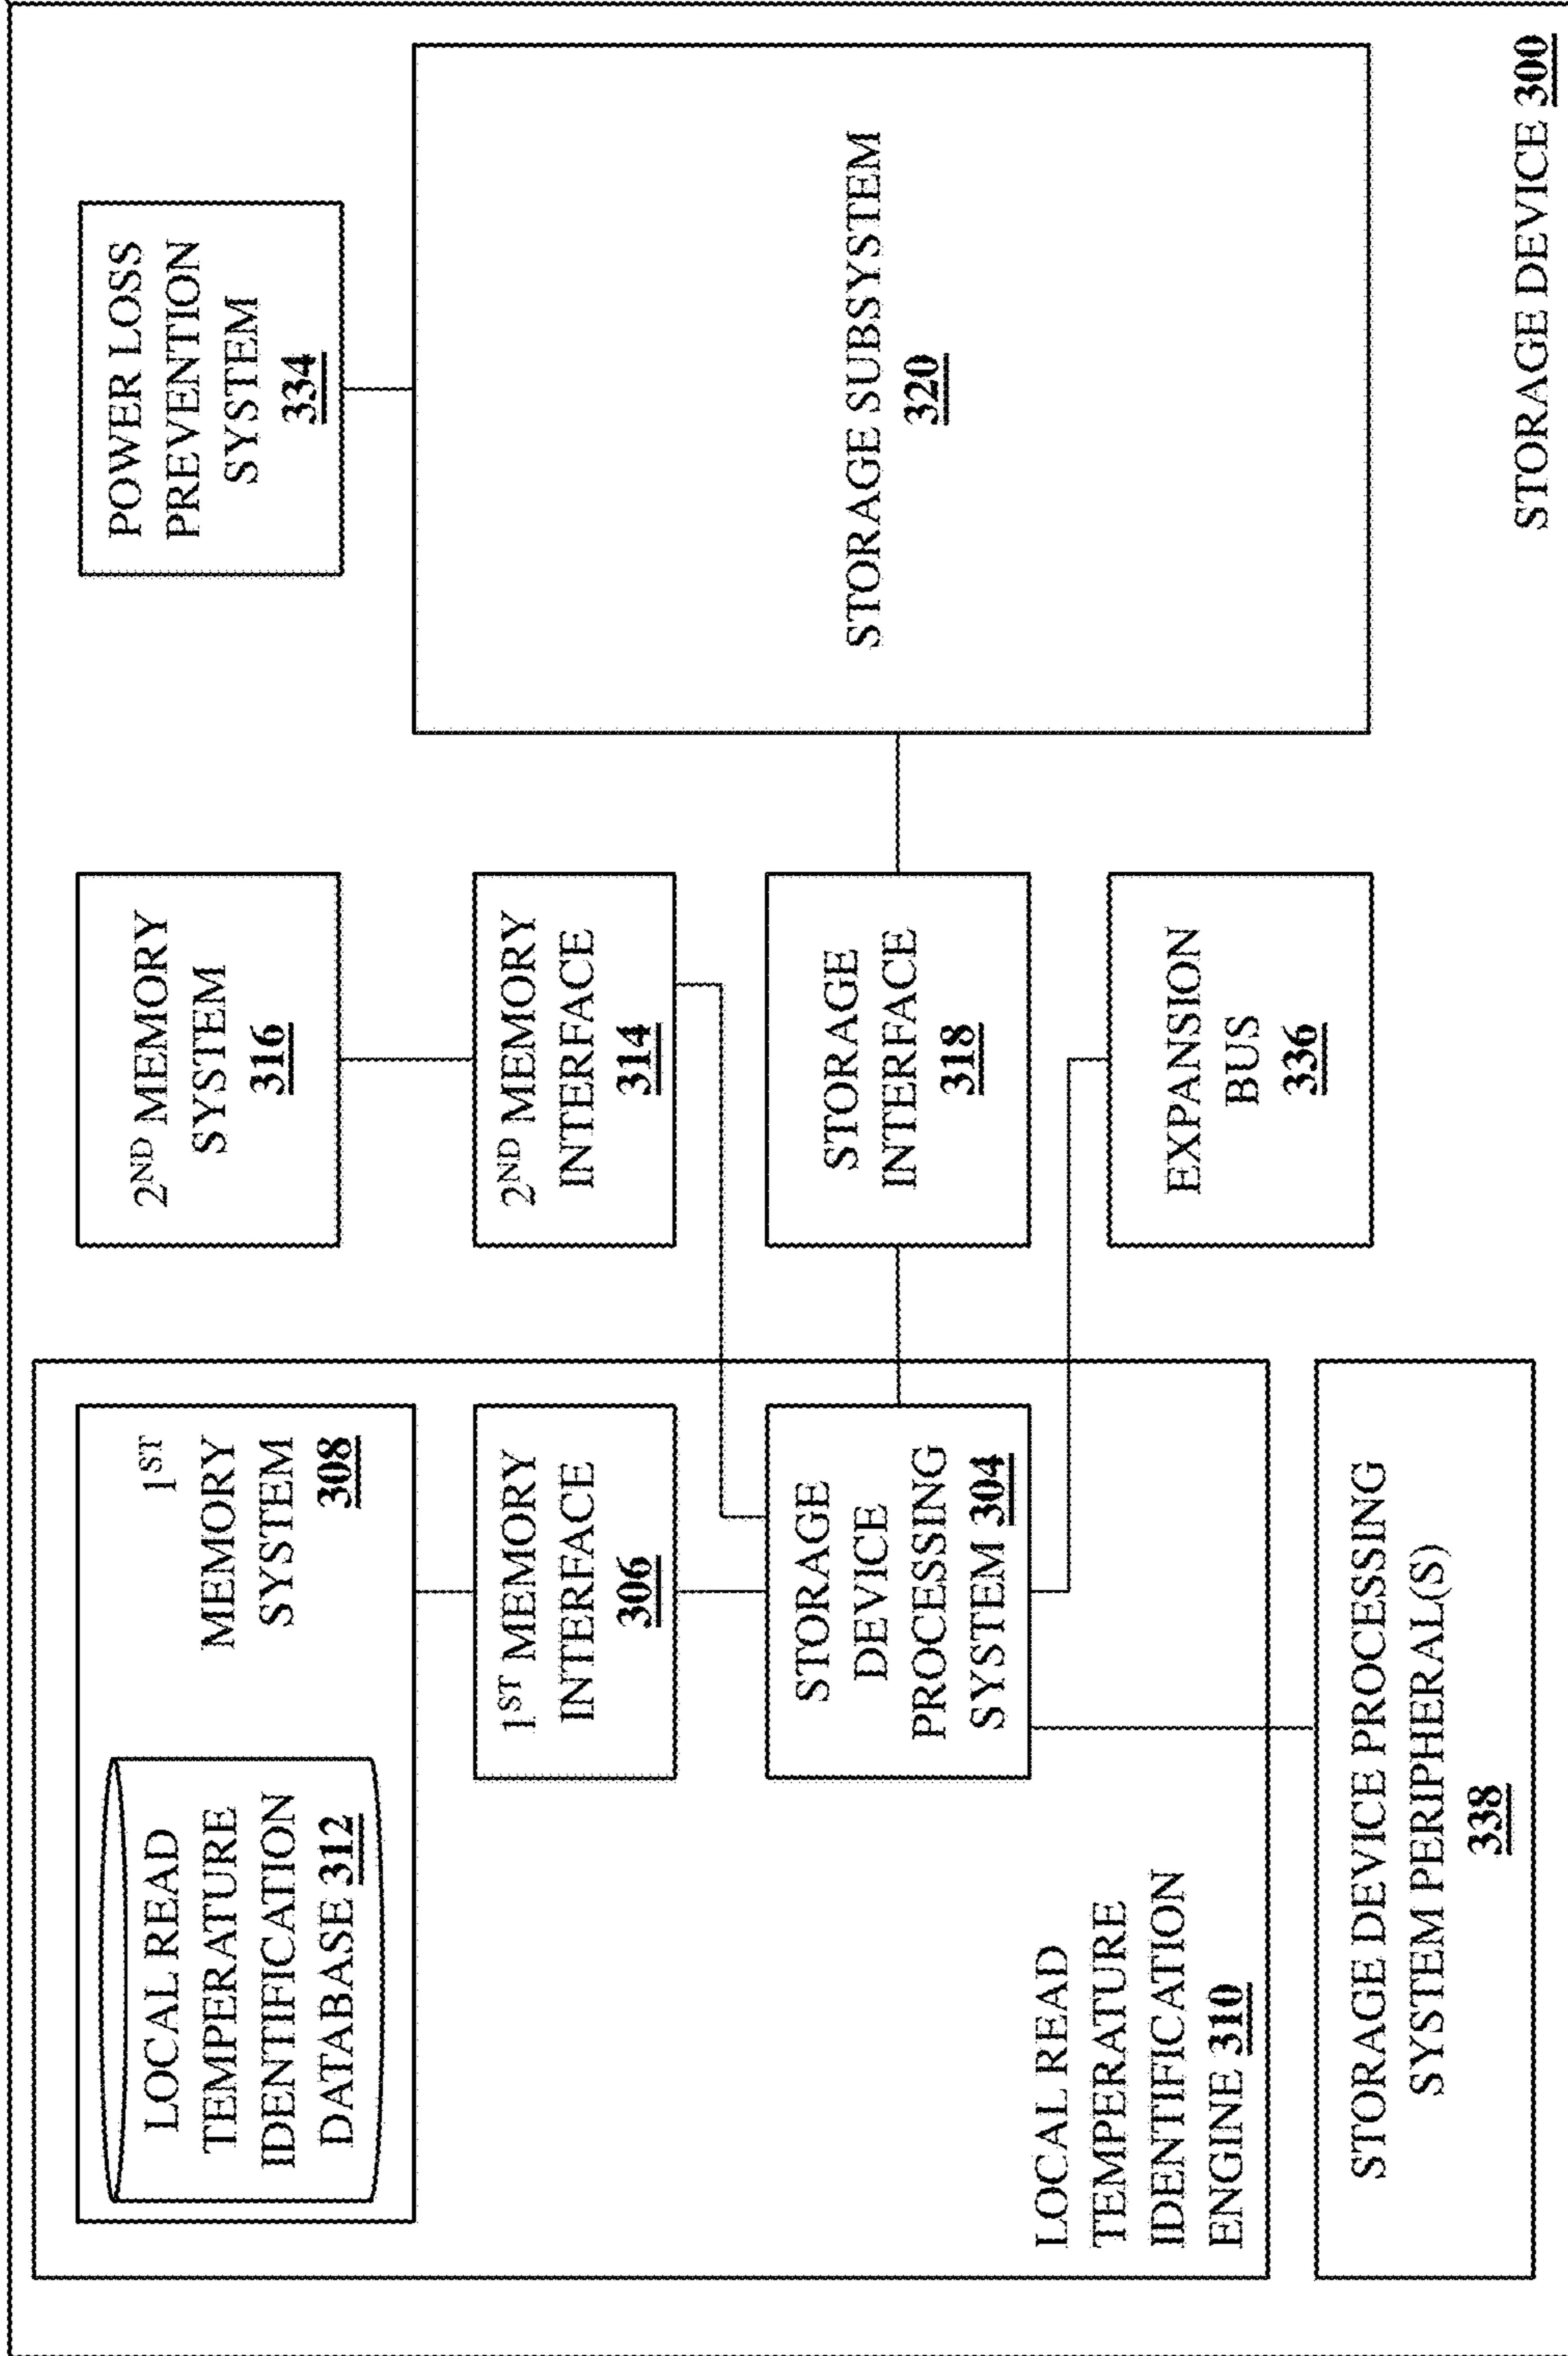 LOCAL READ
TEMPERATURE
IDENTIFICATION
DATABASE 312
1ST
MEMORY
SYSTEM
308
2ND MEMORY
SYSTEM
316
POWER LOSS
PREVENTION
SYSTEM
334
1ST MEMORY
INTERFACE
306
2ND MEMORY
INTERFACE
314
STORAGE
DEVICE
PROCESSING
SYSTEM 304
STORAGE
INTERFACE
318
STORAGE SUBSYSTEM
320
LOCAL READ
TEMPERATURE
IDENTIFICATION
ENGINE 310
EXPANSION
BUS
336
STORAGE DEVICE PROCESSING
SYSTEM PERIPHERAL(S)
338
STORAGE DEVICE 300